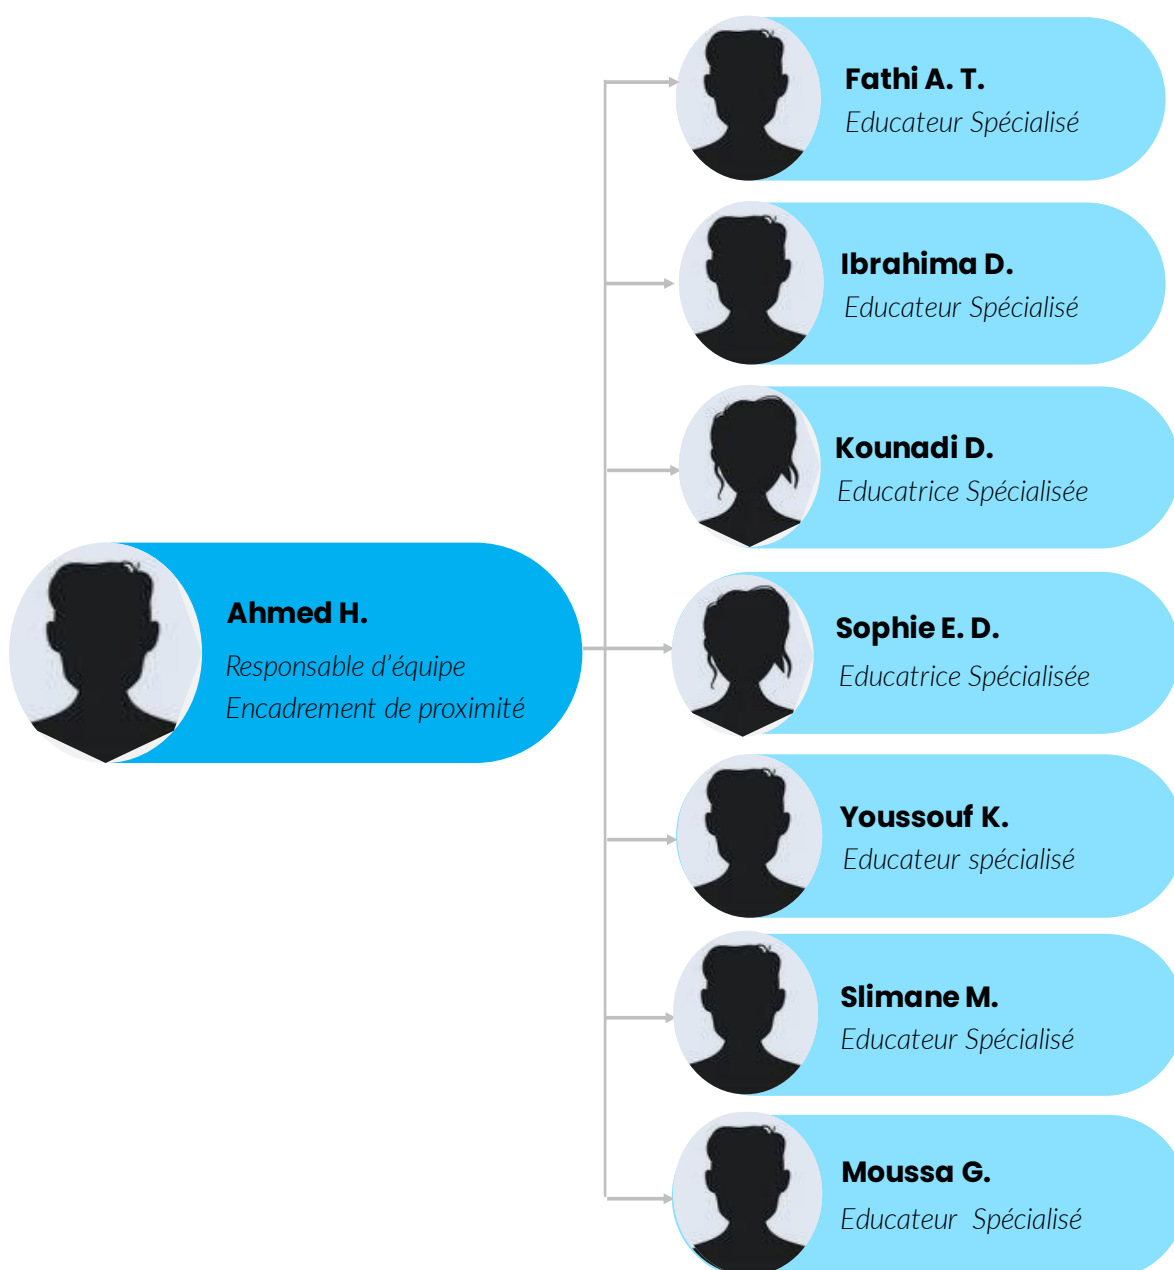 Fathi A. T.
Educateur Spécialisé
Ibrahima D.
Educateur Spécialisé
Kounadi D.
Educatrice Spécialisée
Ahmed H.
Responsable d’équipe
Encadrement de proximité
Sophie E. D.
Educatrice Spécialisée
Youssouf K.
Educateur spécialisé
Slimane M.
Educateur Spécialisé
Moussa G.
Educateur  Spécialisé